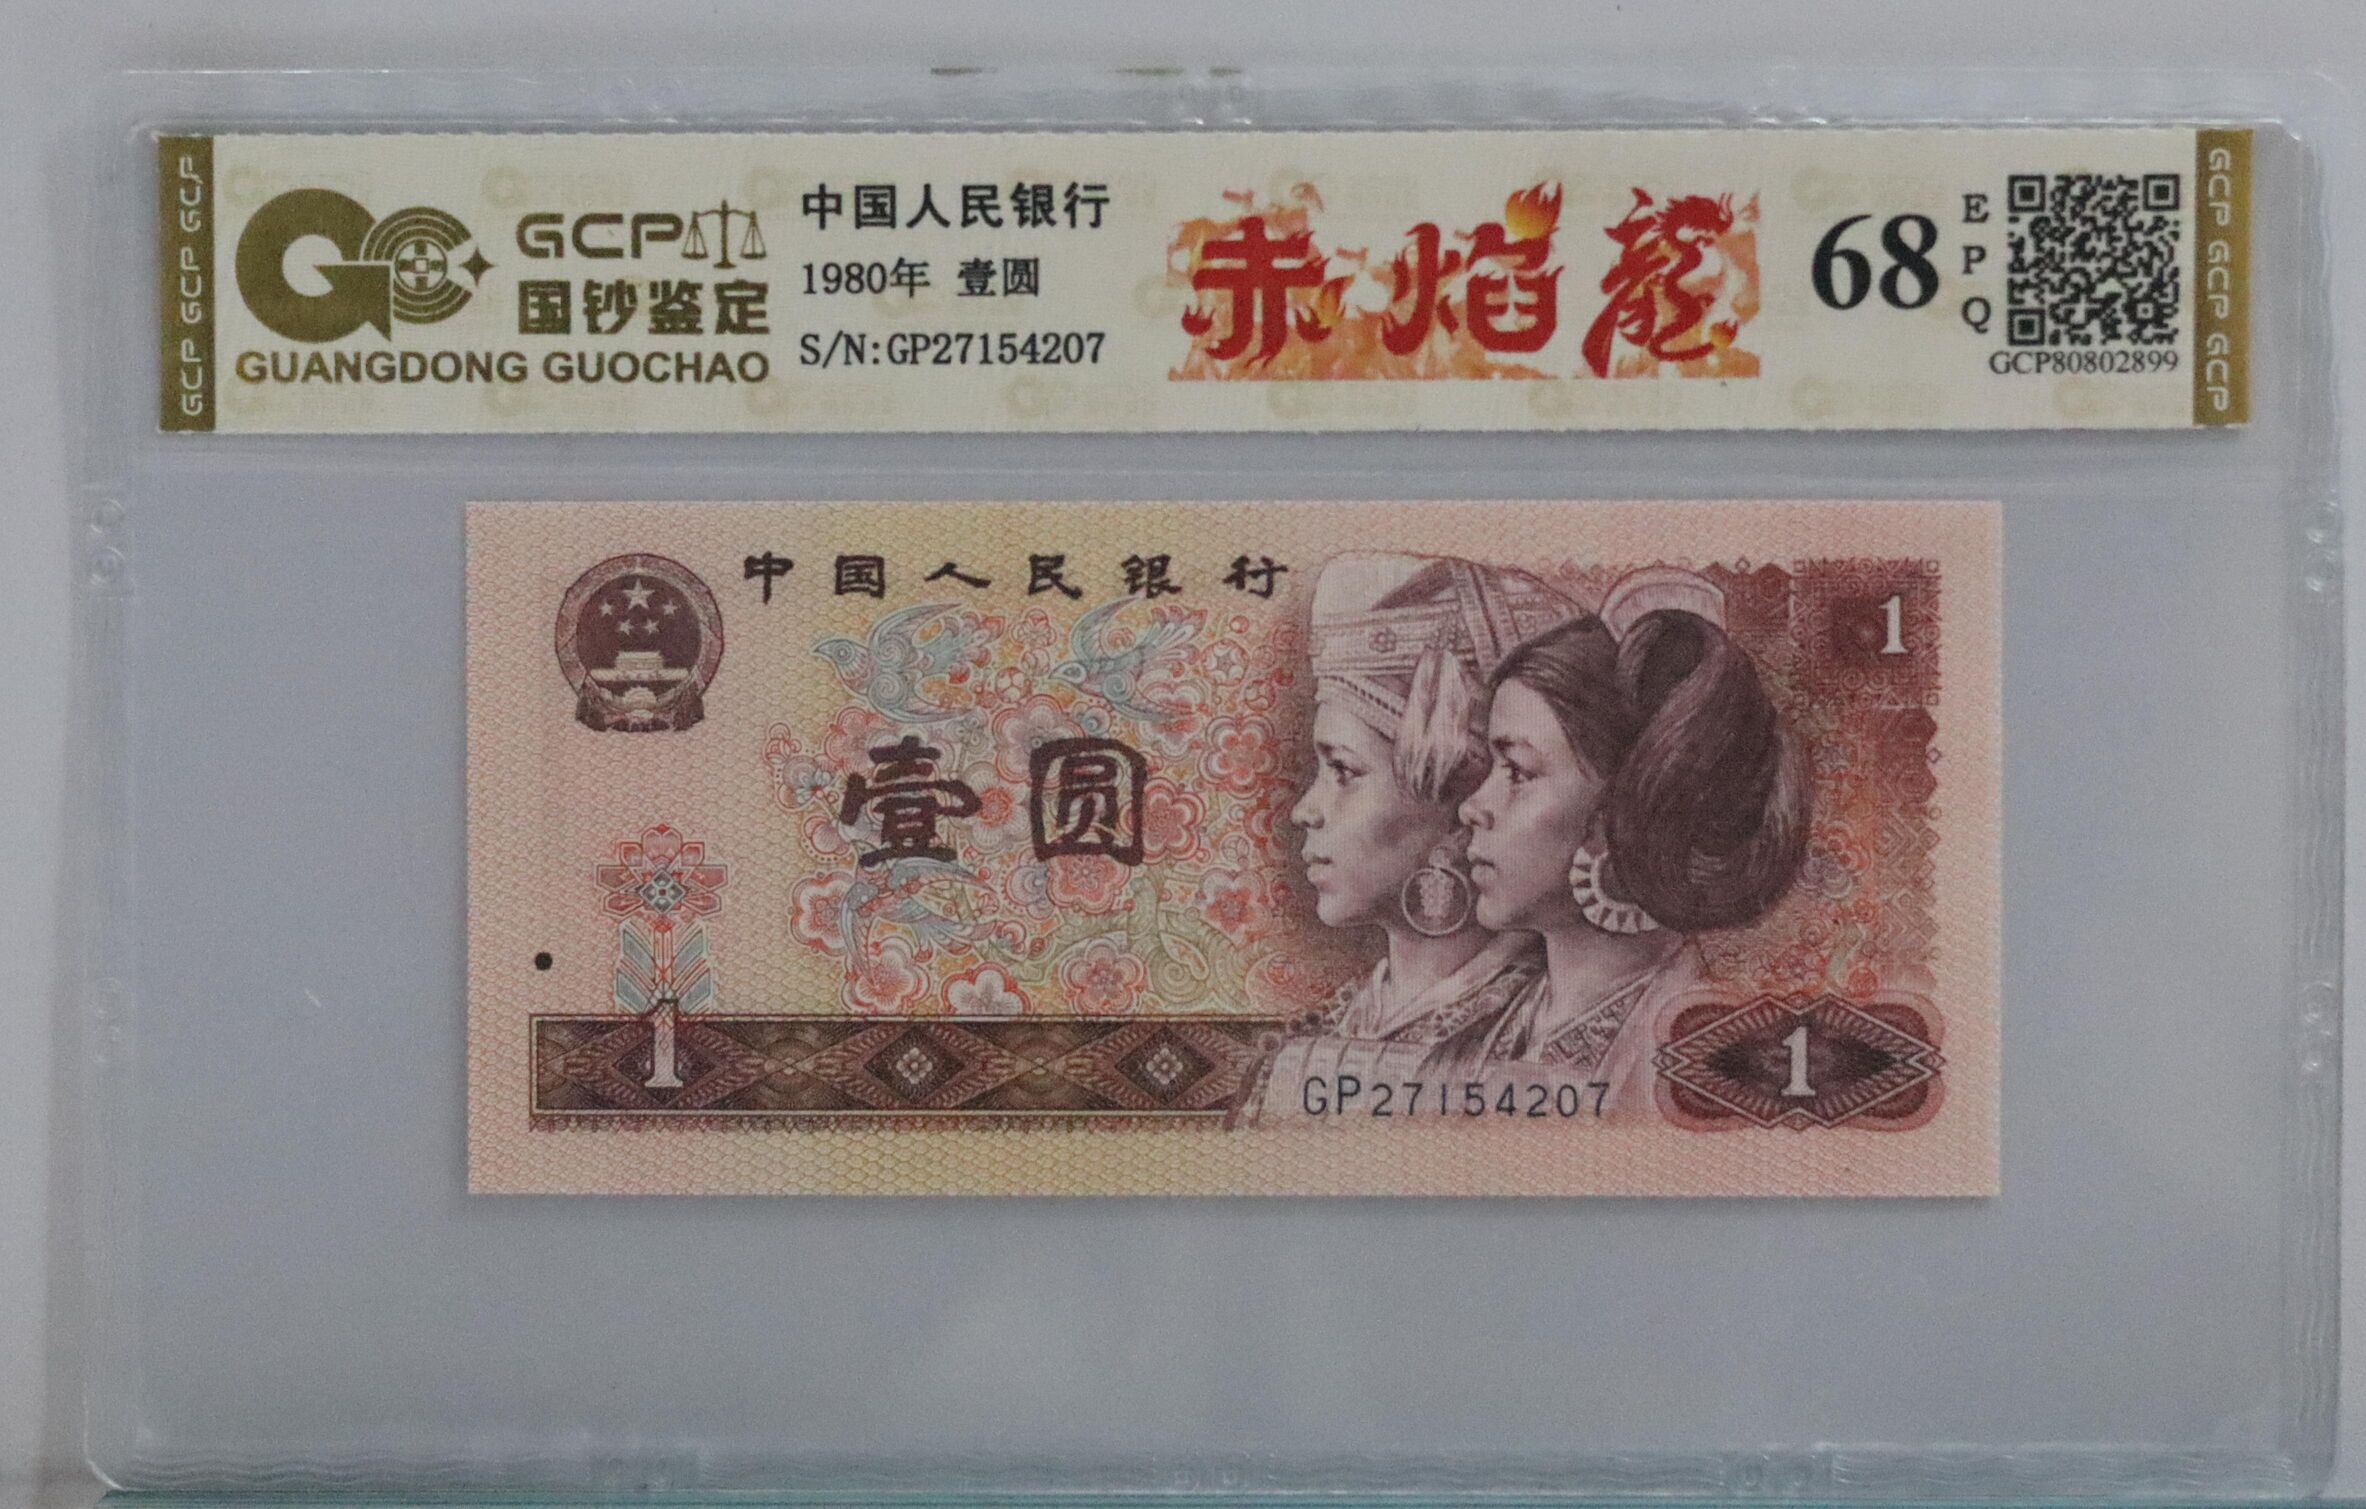 GCP GCP GCP
GCP
国钞鉴定
GUANGDONG GUOCHAO
中国人民银行
1980年 壹圆
S/N:GP27154207
赤焰龍
68
EPQ
GCP80802899
GCP GCP GCP
中国人民银行
1
壹圆
1
GP27154207
1